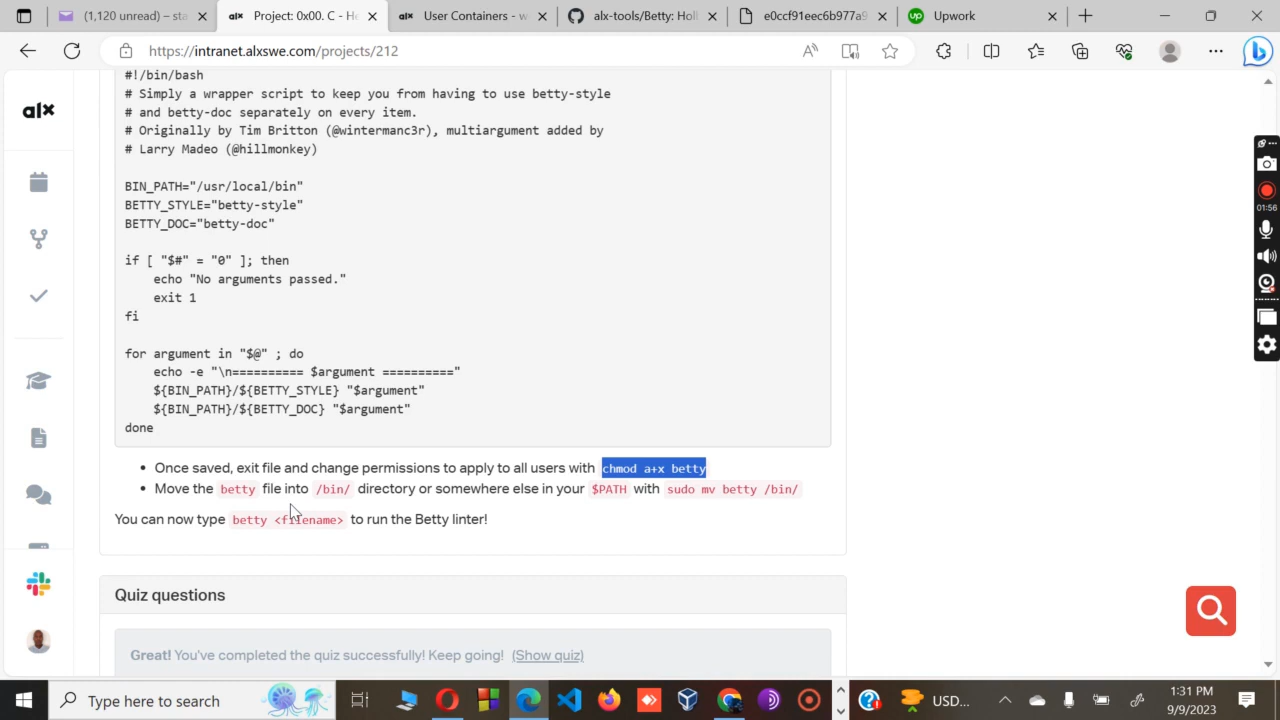 (1,120 unread) – sta
Project: 0x00. C - He
User Containers - w
alx-tools/Betty: Holl
e0ccf91eec6b977a9
Upwork
https://intranet.alxswe.com/projects/212
alx
#!/bin/bash
# Simply a wrapper script to keep you from having to use betty-style
# and betty-doc separately on every item.
# Originally by Tim Britton (@wintermanc3r), multiargument added by
# Larry Madeo (@hillmonkey)
BIN_PATH="/usr/local/bin"
BETTY_STYLE="betty-style"
BETTY_DOC="betty-doc"
if [ "$#" = "0" ]; then
echo "No arguments passed."
exit 1
fi
for argument in "$@" ; do
echo -e "\n========== $argument =========="
${BIN_PATH}/${BETTY_STYLE} "$argument"
${BIN_PATH}/${BETTY_DOC} "$argument"
done
• Once saved, exit file and change permissions to apply to all users with chmod a+x betty
• Move the betty file into /bin/ directory or somewhere else in your $PATH with sudo mv betty /bin/
You can now type betty <filename> to run the Betty linter!
Quiz questions
Great! You've completed the quiz successfully! Keep going! (Show quiz)
01:56
Type here to search
USD...
1:31 PM
9/9/2023